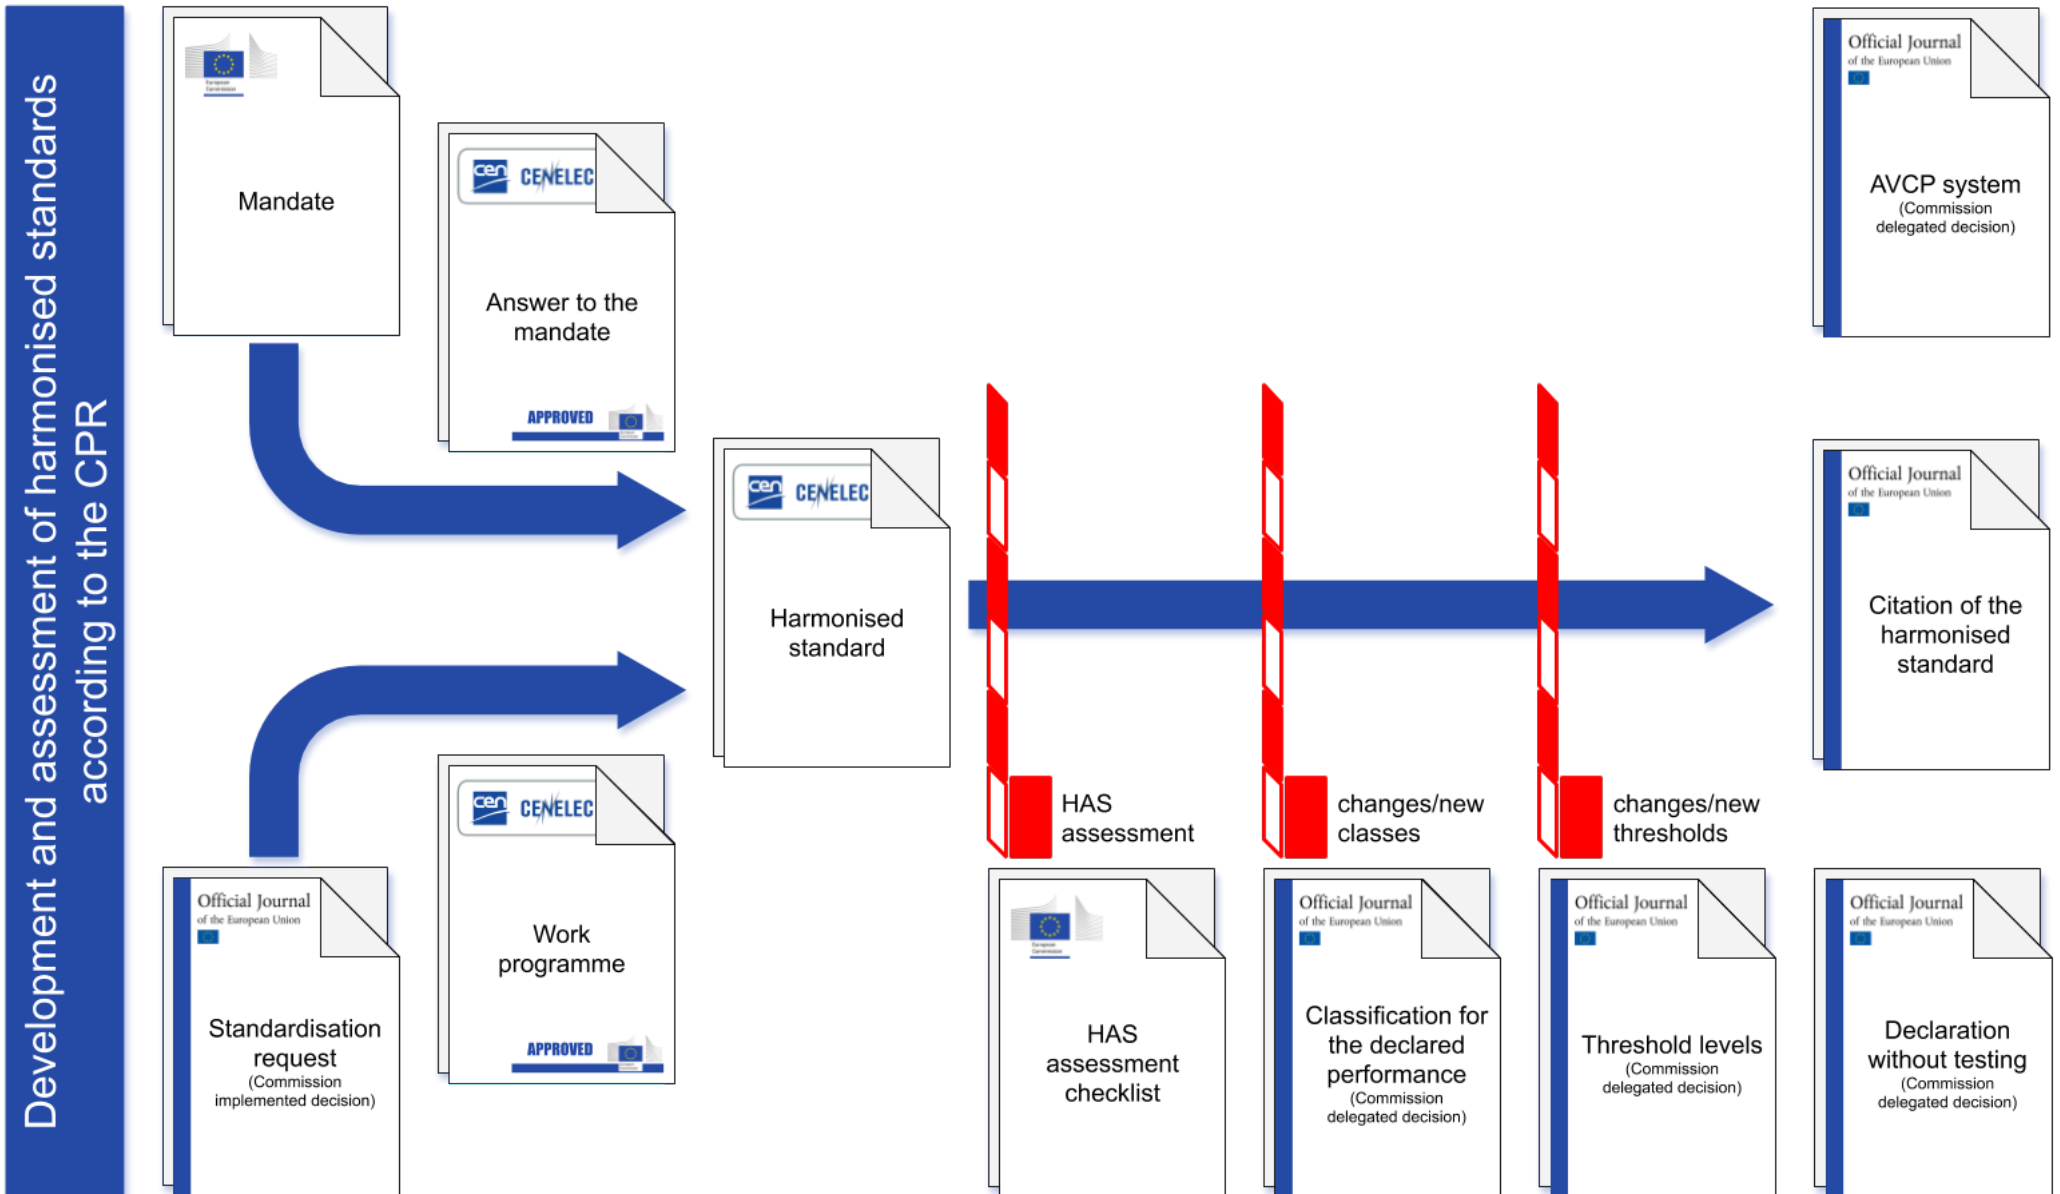 Development and assessment of harmonised standards
according to the CPR
European
Commission
Mandate
cen
CENELEC
Answer to the
mandate
APPROVED
Official Journal
of the European Union
Standardisation
request
(Commission
implemented decision)
cen
CENELEC
Work
programme
APPROVED
cen
CENELEC
Harmonised
standard
HAS
assessment
changes/new
classes
changes/new
thresholds
European
Commission
HAS
assessment
checklist
Official Journal
of the European Union
Classification for
the declared
performance
(Commission
delegated decision)
Official Journal
of the European Union
Threshold levels
(Commission
delegated decision)
Official Journal
of the European Union
AVCP system
(Commission
delegated decision)
Official Journal
of the European Union
Citation of the
harmonised
standard
Official Journal
of the European Union
Declaration
without testing
(Commission
delegated decision)